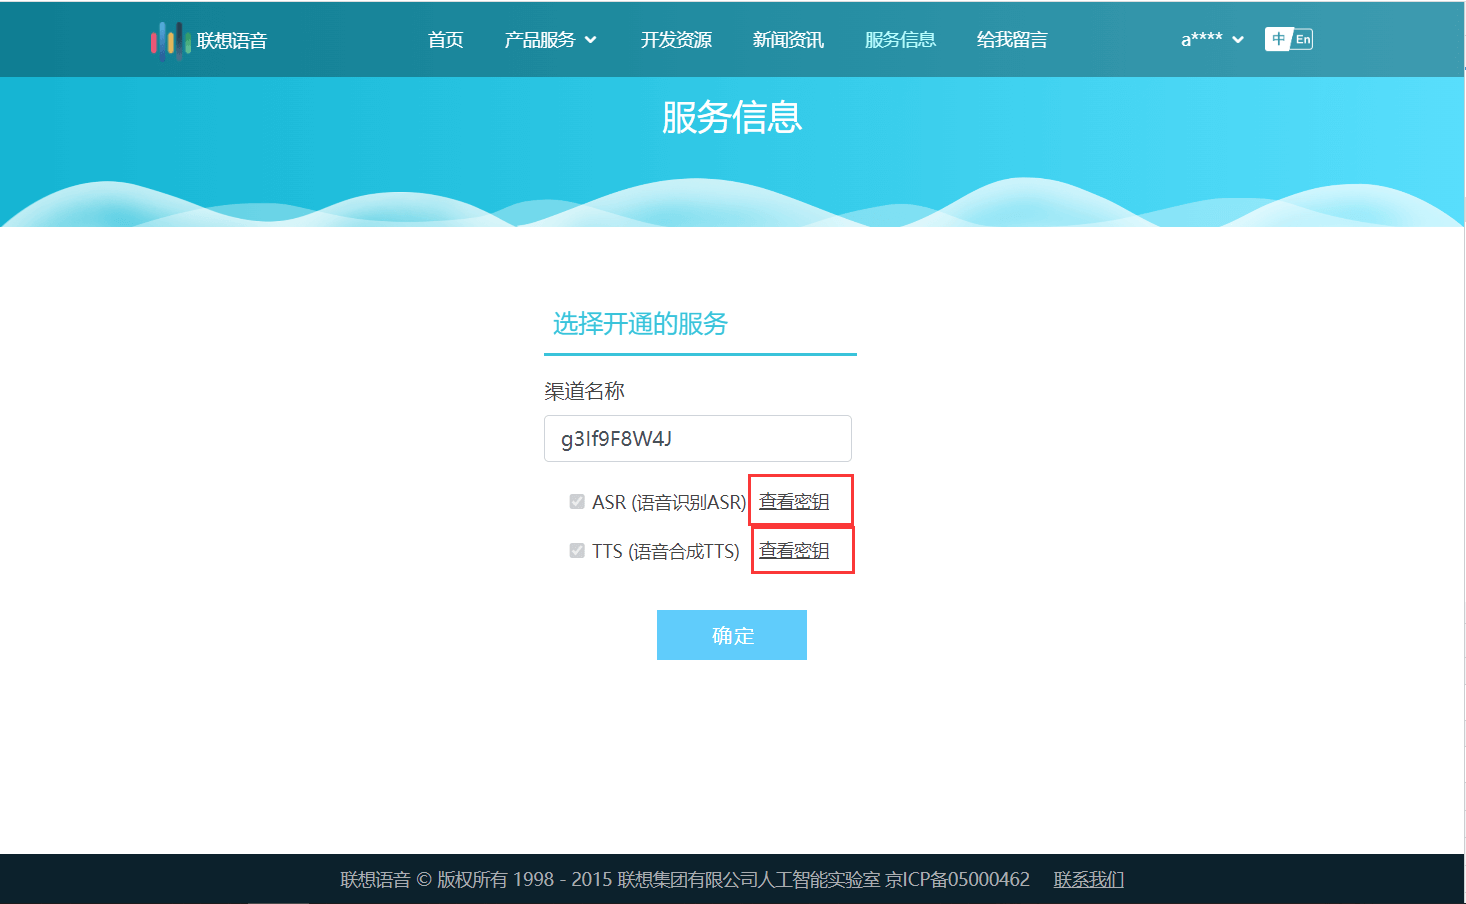 联想语音 首页 产品服务 开发资源 新闻资讯 服务信息 给我留言 a**** 中 En
服务信息
选择开通的服务
渠道名称
g3If9F8W4J
ASR (语音识别ASR) 查看密钥
TTS (语音合成TTS) 查看密钥
确定
联想语音 © 版权所有 1998 - 2015 联想集团有限公司人工智能实验室 京ICP备05000462 联系我们